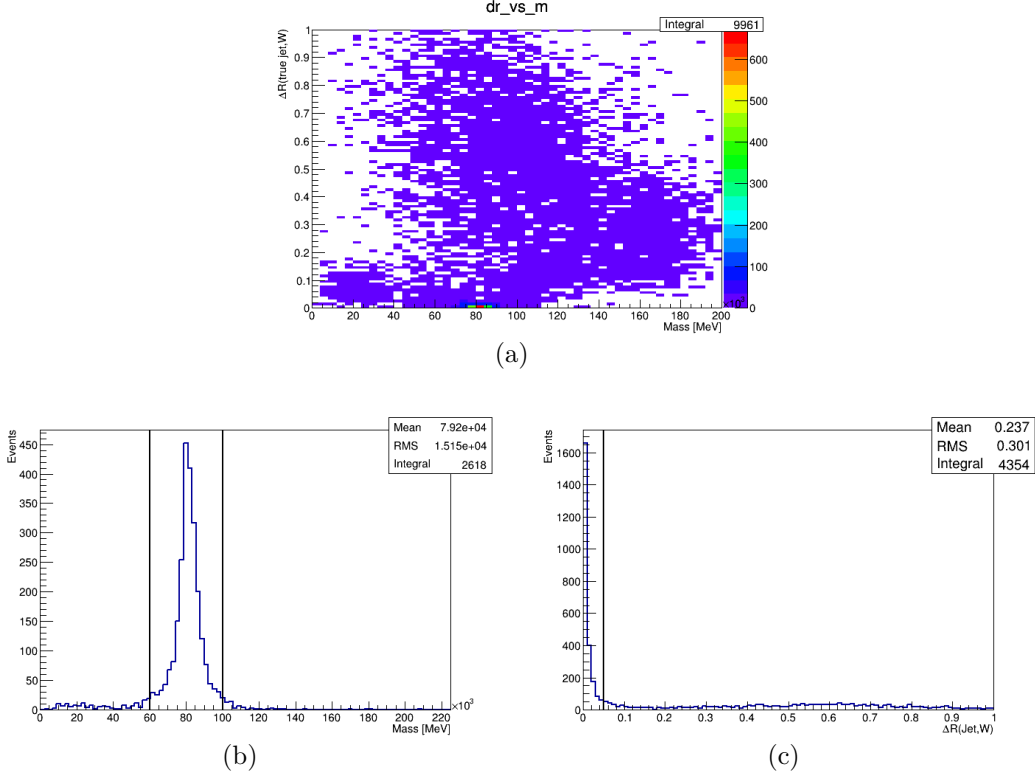 dr_vs_m
Integral 9961
ΔR(true jet,W)
1
0.9
0.8
0.7
0.6
0.5
0.4
0.3
0.2
0.1
0
0 20 40 60 80 100 120 140 160 180 200
×10³
Mass [MeV]
600
500
400
300
200
100
0
(a)
Mean 7.92e+04
RMS 1.515e+04
Integral 2618
Events
450
400
350
300
250
200
150
100
50
0
0 20 40 60 80 100 120 140 160 180 200 220
×10³
Mass [MeV]
(b)
Mean 0.237
RMS 0.301
Integral 4354
Events
1600
1400
1200
1000
800
600
400
200
0
0 0.1 0.2 0.3 0.4 0.5 0.6 0.7 0.8 0.9 1
ΔR(Jet,W)
(c)